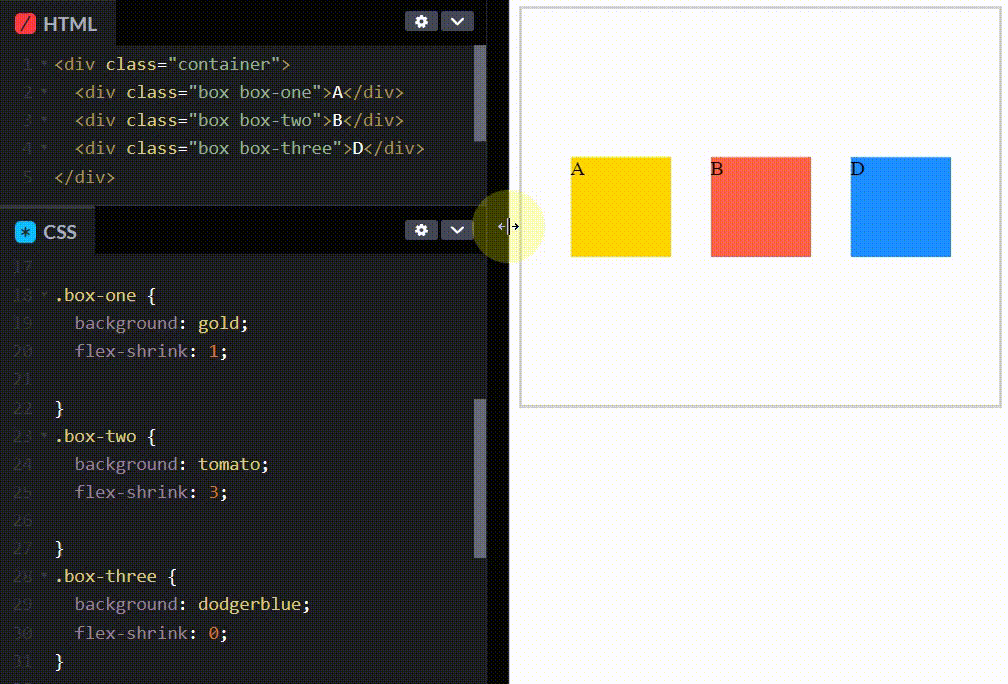 / HTML
1 <div class="container">
2 <div class="box box-one">A</div>
3 <div class="box box-two">B</div>
4 <div class="box box-three">D</div>
5 </div>
* CSS
17
18 .box-one {
19 background: gold;
20 flex-shrink: 1;
21
22 }
23 .box-two {
24 background: tomato;
25 flex-shrink: 3;
26
27 }
28 .box-three {
29 background: dodgerblue;
30 flex-shrink: 0;
31 }
A
B
D